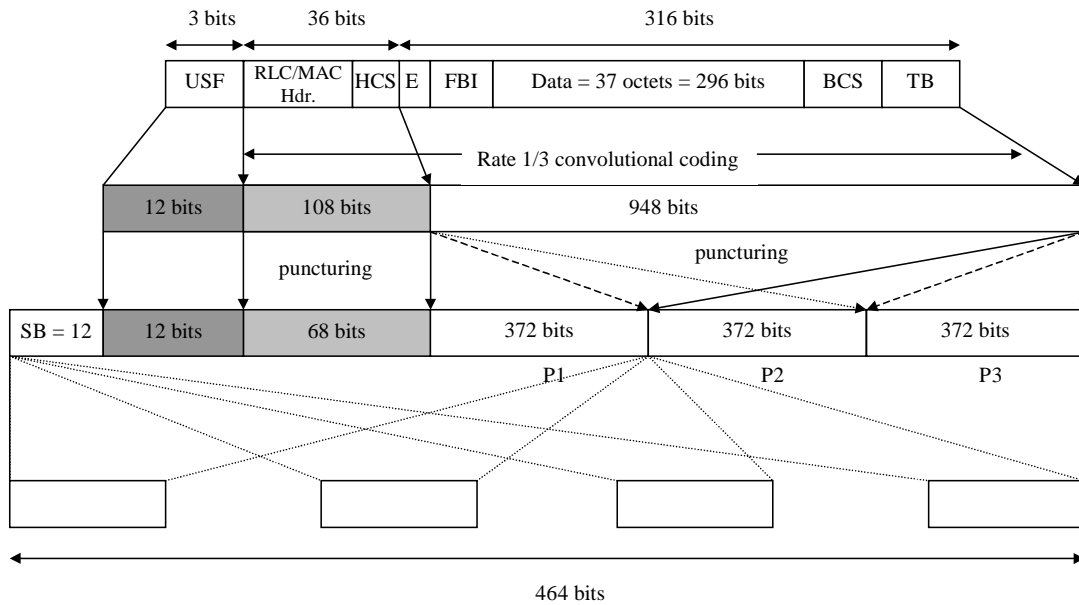 3 bits 36 bits 316 bits
USF RLC/MAC Hdr. HCS E FBI Data = 37 octets = 296 bits BCS TB
Rate 1/3 convolutional coding
12 bits 108 bits 948 bits
puncturing puncturing
SB = 12 12 bits 68 bits 372 bits 372 bits 372 bits
P1 P2 P3
464 bits